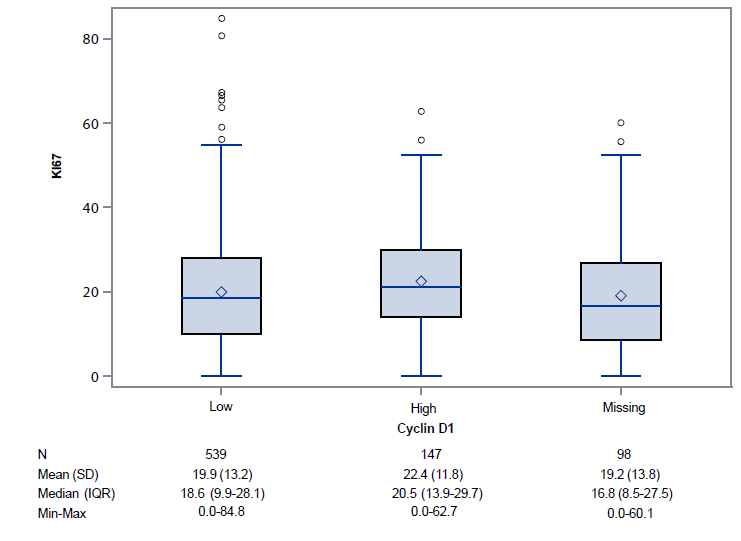 80
60
KI67
40
20
0
Low High Missing
Cyclin D1
N 539 147 98
Mean (SD) 19.9 (13.2) 22.4 (11.8) 19.2 (13.8)
Median (IQR) 18.6 (9.9-28.1) 20.5 (13.9-29.7) 16.8 (8.5-27.5)
Min-Max 0.0-84.8 0.0-62.7 0.0-60.1